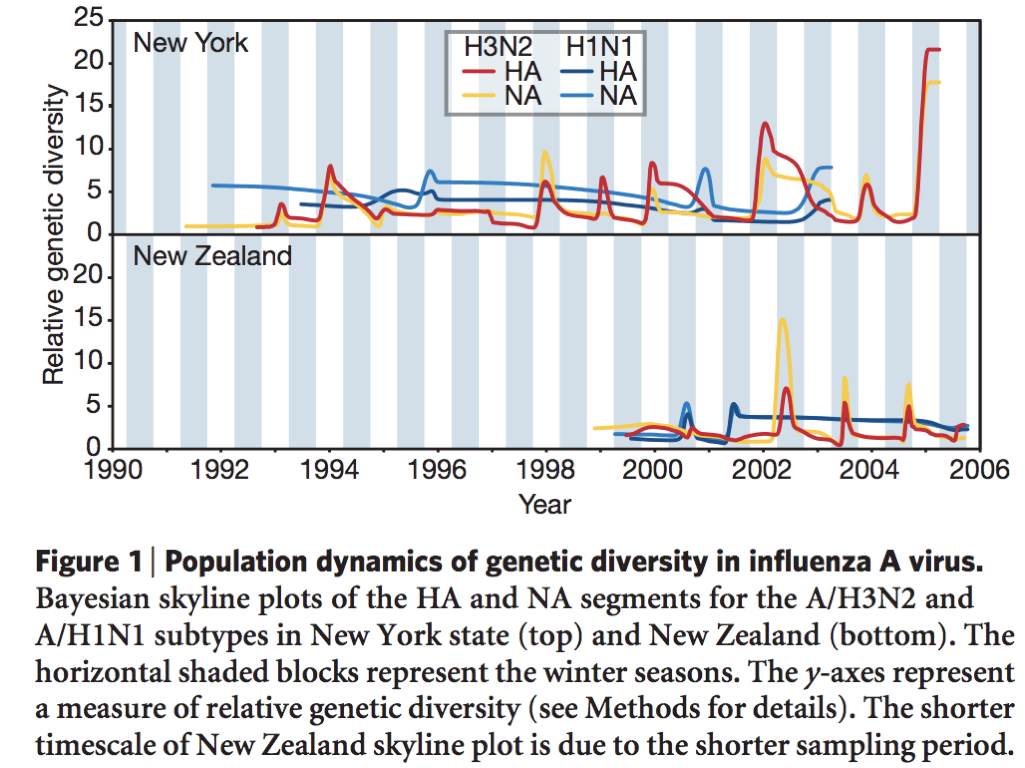 25
New York
H3N2 H1N1
HA HA
NA NA
20
15
10
5
0
Relative genetic diversity
New Zealand
20
15
10
5
0
1990 1992 1994 1996 1998 2000 2002 2004 2006
Year
Figure 1 | Population dynamics of genetic diversity in influenza A virus.
Bayesian skyline plots of the HA and NA segments for the A/H3N2 and
A/H1N1 subtypes in New York state (top) and New Zealand (bottom). The
horizontal shaded blocks represent the winter seasons. The y-axes represent
a measure of relative genetic diversity (see Methods for details). The shorter
timescale of New Zealand skyline plot is due to the shorter sampling period.